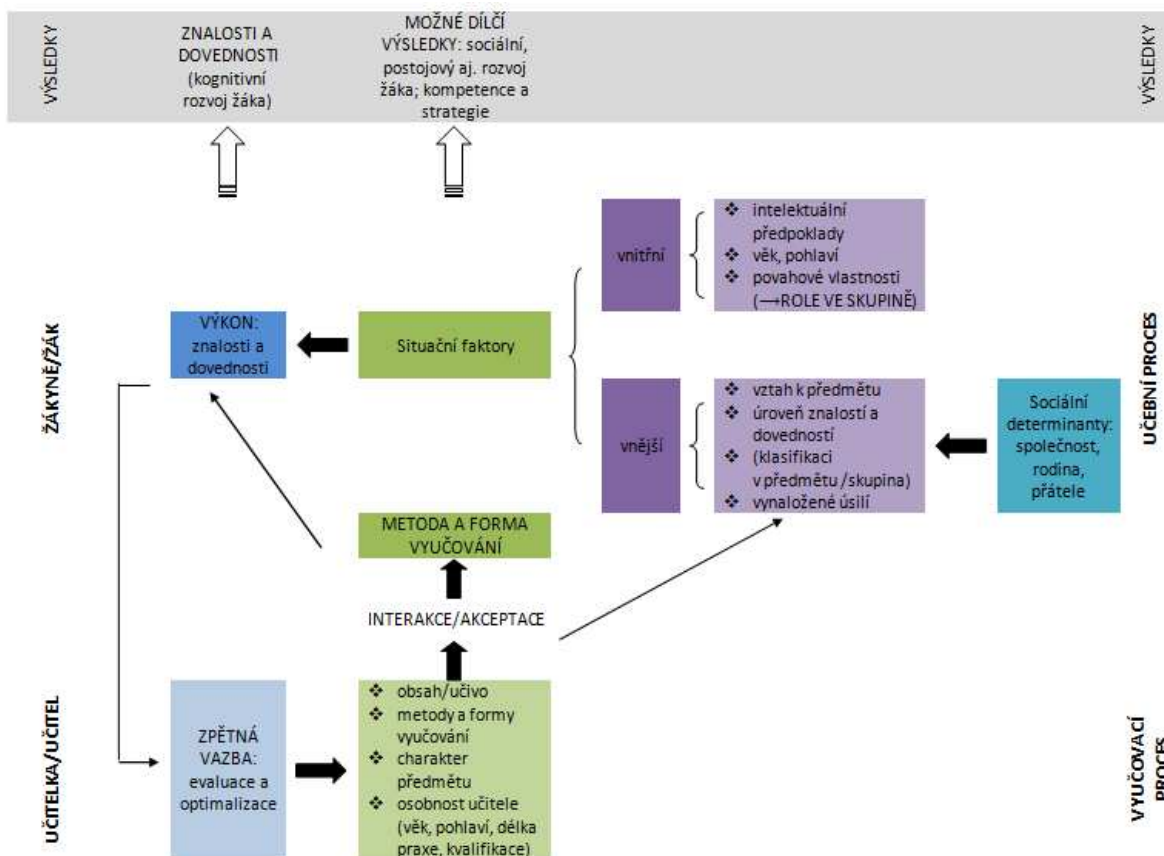 VÝSLEDKY
ZNALOSTI A
DOVEDNOSTI
(kognitivní
rozvoj žáka)
MOŽNÉ DÍLČÍ
VÝSLEDKY: sociální,
postojový aj. rozvoj
žáka; kompetence a
strategie
VÝSLEDKY
ŽÁKYNĚ/ŽÁK
VÝKON:
znalosti a
dovednosti
Situační faktory
vnitřní
❖ intelektuální
předpoklady
❖ věk, pohlaví
❖ povahové vlastnosti
(→ROLE VE SKUPINĚ)
vnější
❖ vztah k předmětu
❖ úroveň znalostí a
dovedností
❖ (klasifikaci
v předmětu /skupina)
❖ vynaložené úsilí
Sociální
determinanty:
společnost,
rodina,
přátele
UČEBNÍ PROCES
METODA A FORMA
VYUČOVÁNÍ
INTERAKCE/AKCEPTACE
UČITELKA/UČITEL
ZPĚTNÁ
VAZBA:
evaluace a
optimalizace
❖ obsah/učivo
❖ metody a formy
vyučování
❖ charakter
předmětu
❖ osobnost učitele
(věk, pohlaví, délka
praxe, kvalifikace)
VYUČOVACÍ
PROCES